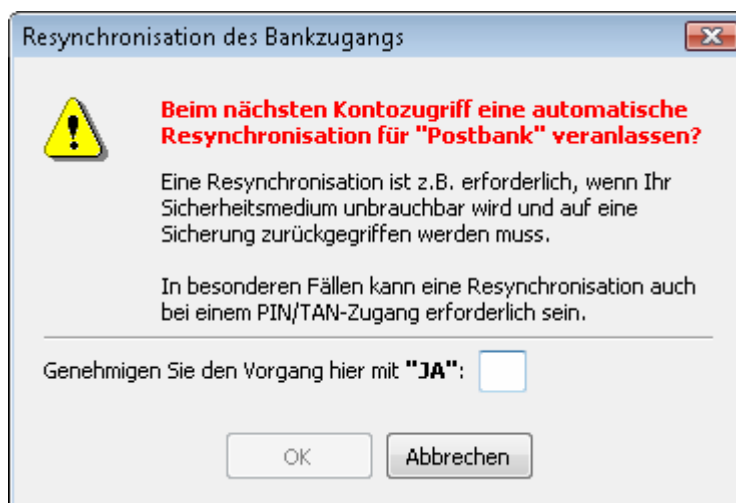 Resynchronisation des Bankzugangs
Beim nächsten Kontozugriff eine automatische
Resynchronisation für "Postbank" veranlassen?
Eine Resynchronisation ist z.B. erforderlich, wenn Ihr
Sicherheitsmedium unbrauchbar wird und auf eine
Sicherung zurückgegriffen werden muss.
In besonderen Fällen kann eine Resynchronisation auch
bei einem PIN/TAN-Zugang erforderlich sein.
Genehmigen Sie den Vorgang hier mit "JA":
OK Abbrechen